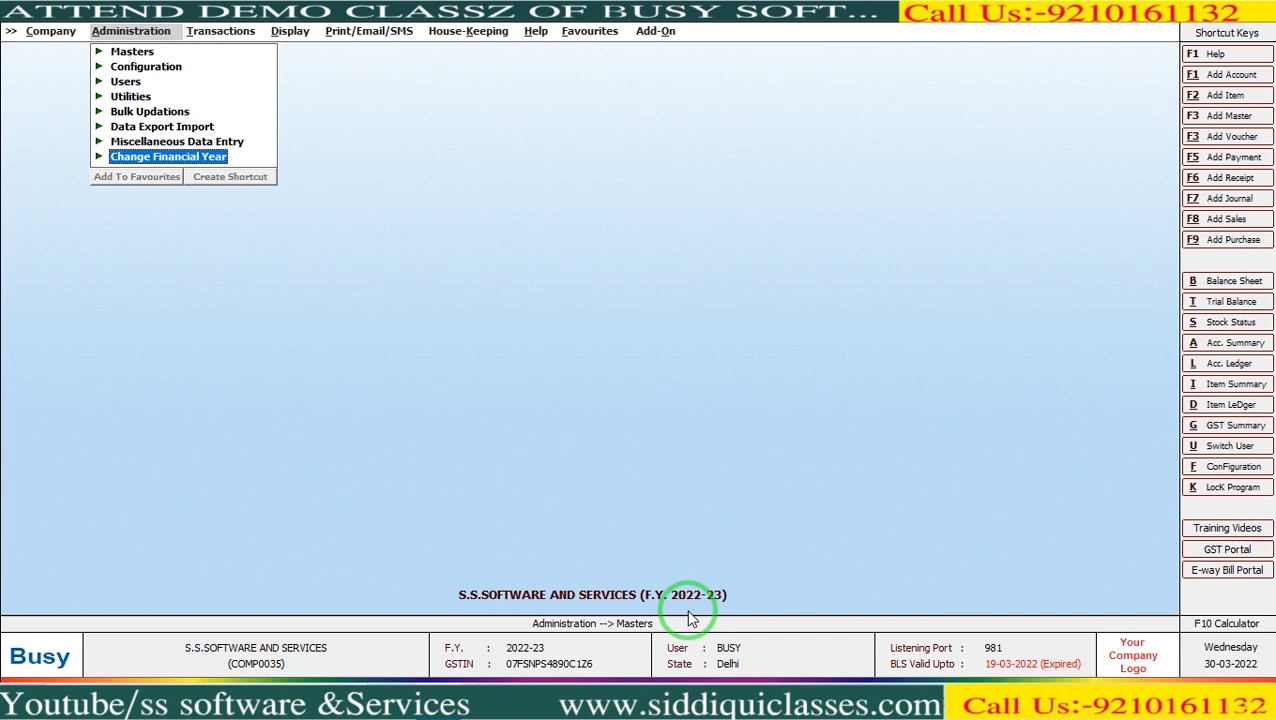 ATTEND DEMO CLASSZ OF BUSY SOFT... Call Us:-9210161132
>> Company Administration Transactions Display Print/Email/SMS House-Keeping Help Favourites Add-On Shortcut Keys
Masters
Configuration
Users
Utilities
Bulk Updations
Data Export Import
Miscellaneous Data Entry
Change Financial Year
Add To Favourites Create Shortcut
F1 Help
F1 Add Account
F2 Add Item
F3 Add Master
F3 Add Voucher
F5 Add Payment
F6 Add Receipt
F7 Add Journal
F8 Add Sales
F9 Add Purchase
B Balance Sheet
T Trial Balance
S Stock Status
A Acc. Summary
L Acc. Ledger
I Item Summary
D Item LeDger
G GST Summary
U Switch User
F ConFiguration
K LocK Program
Training Videos
GST Portal
E-way Bill Portal
S.S.SOFTWARE AND SERVICES (F.Y. 2022-23)
Administration --> Masters F10 Calculator
Busy
S.S.SOFTWARE AND SERVICES
(COMP0035)
F.Y. : 2022-23
GSTIN : 07FSNPS4890C1Z6
User : BUSY
State : Delhi
Listening Port : 981
BLS Valid Upto : 19-03-2022 (Expired)
Your
Company
Logo
Wednesday
30-03-2022
Youtube/ss software &Services www.siddiquiclasses.com Call Us:-9210161132